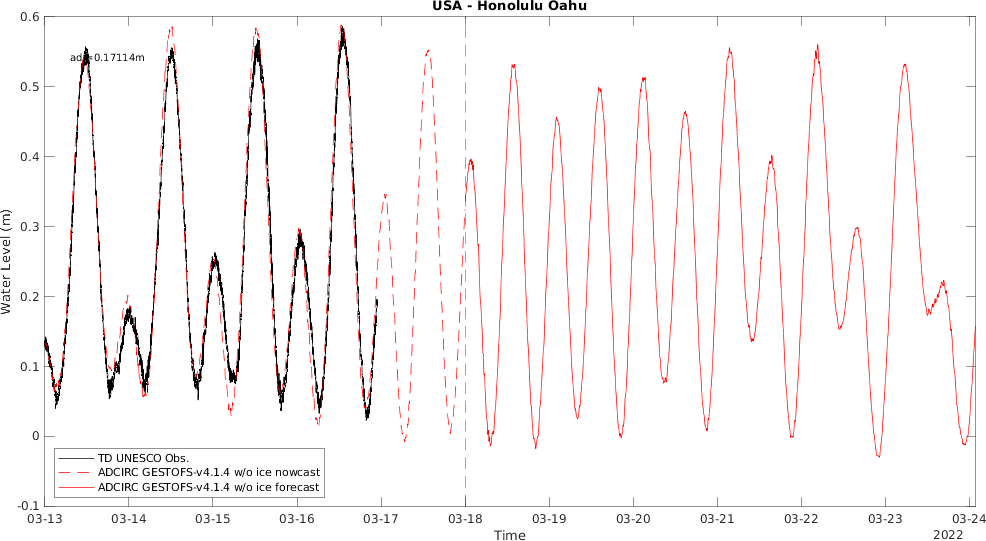 USA - Honolulu Oahu
0.6
0.5
0.4
0.3
0.2
0.1
0
-0.1
Water Level (m)
adj=0.17114m
TD UNESCO Obs.
ADCIRC GESTOFS-v4.1.4 w/o ice nowcast
ADCIRC GESTOFS-v4.1.4 w/o ice forecast
03-13 03-14 03-15 03-16 03-17 03-18 03-19 03-20 03-21 03-22 03-23 03-24
Time
2022